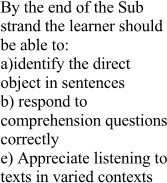 By the end of the Sub
strand the learner should
be able to:
a)identify the direct
object in sentences
b) respond to
comprehension questions
correctly
e) Appreciate listening to
texts in varied contexts